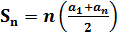 Sₙ = n(a₁+aₙ / 2)